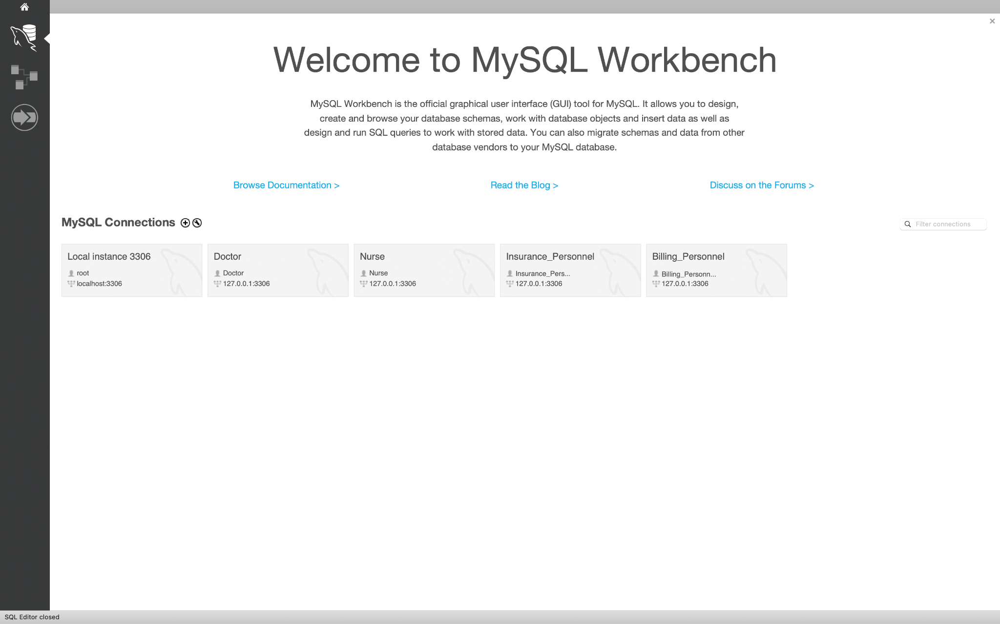 Welcome to MySQL Workbench
MySQL Workbench is the official graphical user interface (GUI) tool for MySQL. It allows you to design,
create and browse your database schemas, work with database objects and insert data as well as
design and run SQL queries to work with stored data. You can also migrate schemas and data from other
database vendors to your MySQL database.
Browse Documentation >
Read the Blog >
Discuss on the Forums >
MySQL Connections
Filter connections
Local instance 3306
root
localhost:3306
Doctor
Doctor
127.0.0.1:3306
Nurse
Nurse
127.0.0.1:3306
Insurance_Personnel
Insurance_Pers...
127.0.0.1:3306
Billing_Personnel
Billing_Personn...
127.0.0.1:3306
SQL Editor closed